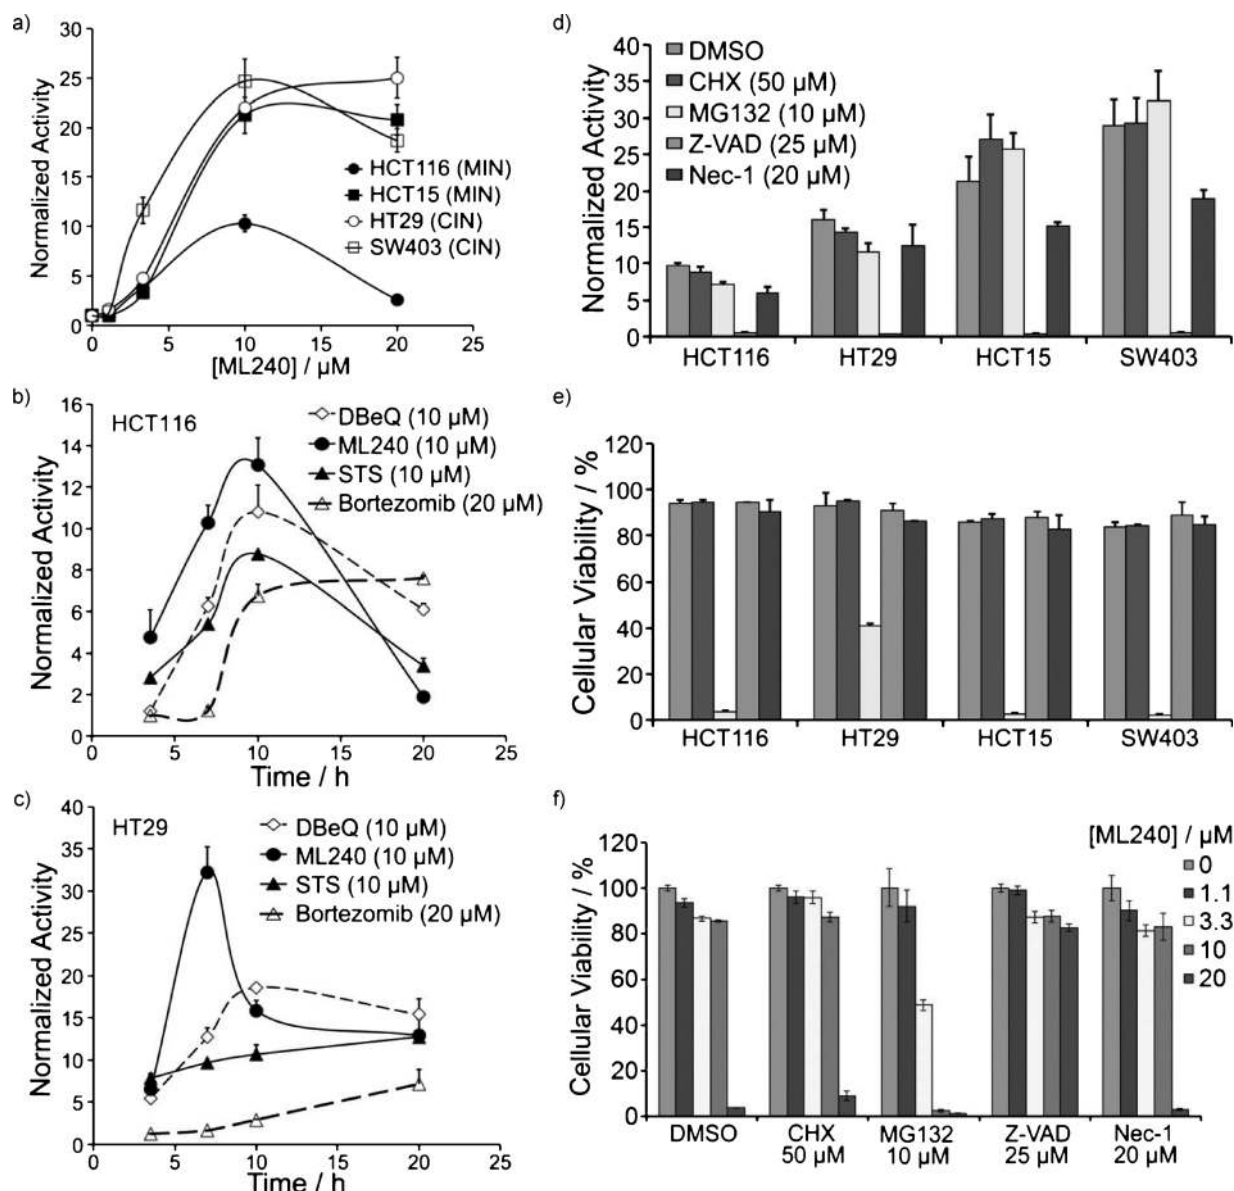 a)
30
25
20
15
10
5
0
Normalized Activity
HCT116 (MIN)
HCT15 (MIN)
HT29 (CIN)
SW403 (CIN)
0 5 10 15 20
[ML240] / µM
b)
16
14
12
10
8
6
4
2
0
Normalized Activity
HCT116
DBeQ (10 µM)
ML240 (10 µM)
STS (10 µM)
Bortezomib (20 µM)
0 5 10 15 20 25
Time / h
c)
40
35
30
25
20
15
10
5
0
Normalized Activity
HT29
DBeQ (10 µM)
ML240 (10 µM)
STS (10 µM)
Bortezomib (20 µM)
0 5 10 15 20 25
Time / h
d)
40
35
30
25
20
15
10
5
0
Normalized Activity
DMSO
CHX (50 µM)
MG132 (10 µM)
Z-VAD (25 µM)
Nec-1 (20 µM)
HCT116 HT29 HCT15 SW403
e)
120
100
80
60
40
20
0
Cellular Viability / %
HCT116 HT29 HCT15 SW403
f)
120
100
80
60
40
20
0
Cellular Viability / %
[ML240] / µM
0
1.1
3.3
10
20
DMSO CHX MG132 Z-VAD Nec-1
50 µM 10 µM 25 µM 20 µM